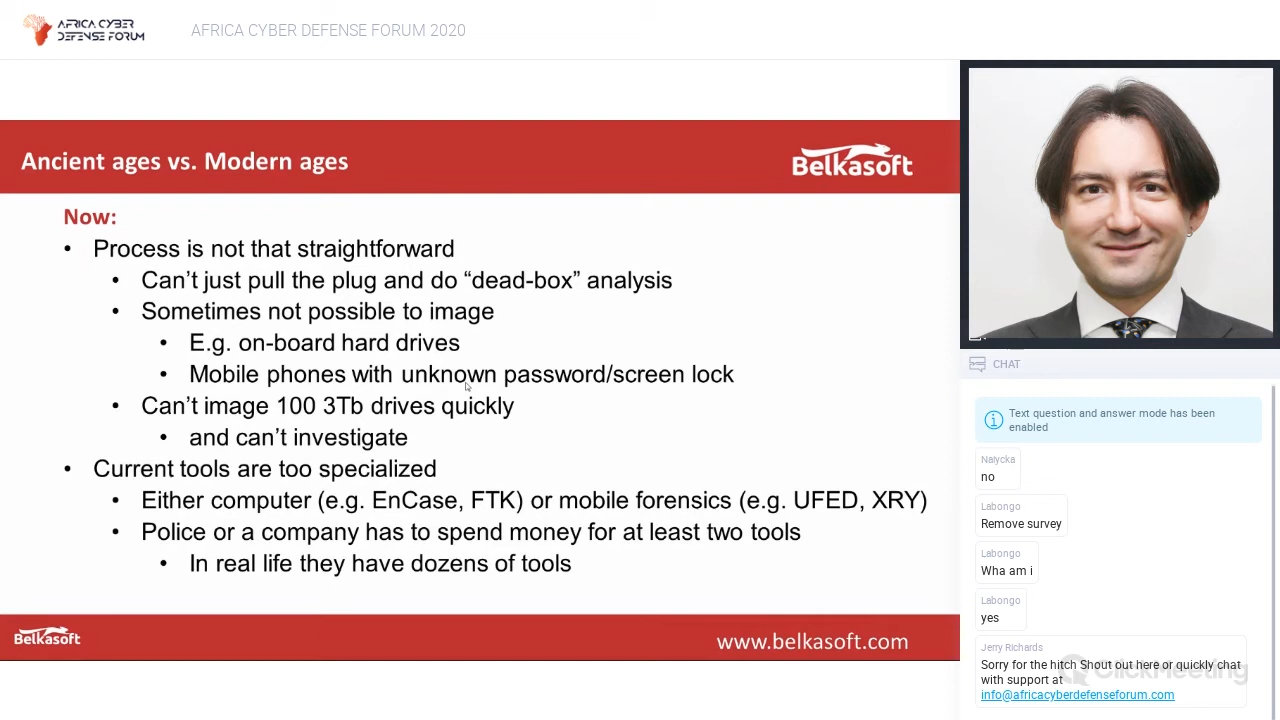 AFRICA CYBER
DEFENSE FORUM
AFRICA CYBER DEFENSE FORUM 2020
Ancient ages vs. Modern ages
Belkasoft
Now:
• Process is not that straightforward
• Can’t just pull the plug and do “dead-box” analysis
• Sometimes not possible to image
• E.g. on-board hard drives
• Mobile phones with unknown password/screen lock
• Can’t image 100 3Tb drives quickly
• and can’t investigate
• Current tools are too specialized
• Either computer (e.g. EnCase, FTK) or mobile forensics (e.g. UFED, XRY)
• Police or a company has to spend money for at least two tools
• In real life they have dozens of tools
Belkasoft
www.belkasoft.com
CHAT
Text question and answer mode has been
enabled
Naiycka
no
Labongo
Remove survey
Labongo
Wha am i
Labongo
yes
Jerry Richards
Sorry for the hitch Shout out here or quickly chat
with support at
info@africacyberdefenseforum.com
ClickMeeting